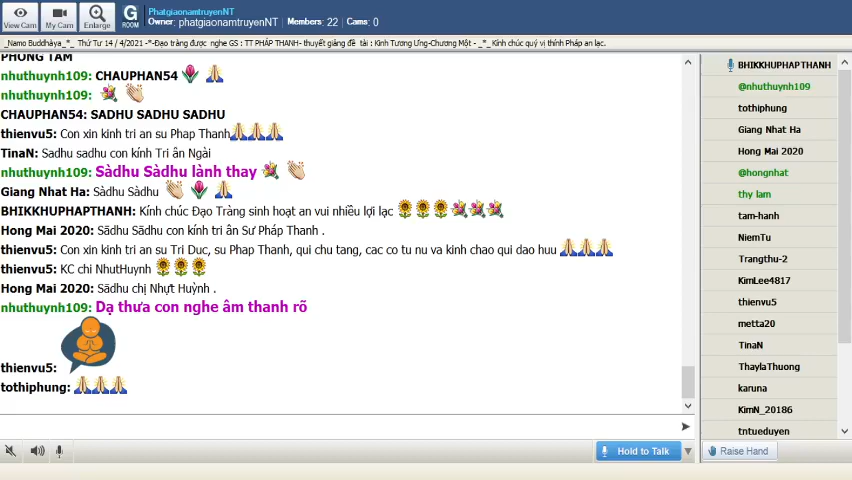 PhatgiaonamtruyenNT
Owner: phatgiaonamtruyenNT | Members: 22 | Cams: 0
View Cam
My Cam
Enlarge
G
ROOM
_Namo Buddhàya_*_ Thứ Tư 14 / 4/2021 -*-Đạo tràng được nghe GS : TT PHÁP THANH- thuyết giảng đề tài : Kinh Tương Ưng-Chương Một - _*_ Kính chúc quý vị thính Pháp an lạc.
PHONG TAM
nhuthuynh109: CHAUPHAN54
nhuthuynh109:
CHAUPHAN54: SADHU SADHU SADHU
thienvu5: Con xin kinh tri an su Phap Thanh
TinaN: Sadhu sadhu con kính Tri ân Ngài
nhuthuynh109: Sàdhu Sàdhu lành thay
Giang Nhat Ha: Sàdhu Sàdhu
BHIKKHUPHAPTHANH: Kính chúc Đạo Tràng sinh hoạt an vui nhiều lợi lạc
Hong Mai 2020: Sādhu Sādhu con kính tri ân Sư Pháp Thanh .
thienvu5: Con xin kinh tri an su Tri Duc, su Phap Thanh, qui chu tang, cac co tu nu va kinh chao qui dao huu
thienvu5: KC chi NhutHuynh
Hong Mai 2020: Sādhu chị Nhựt Huỳnh .
nhuthuynh109: Dạ thưa con nghe âm thanh rõ
thienvu5:
tothiphung:
BHIKKHUPHAPTHANH
@nhuthuynh109
tothiphung
Giang Nhat Ha
Hong Mai 2020
@hongnhat
thy lam
tam-hanh
NiemTu
Trangthu-2
KimLee4817
thienvu5
metta20
TinaN
ThaylaThuong
karuna
KimN_20186
tntueduyen
Hold to Talk
Raise Hand